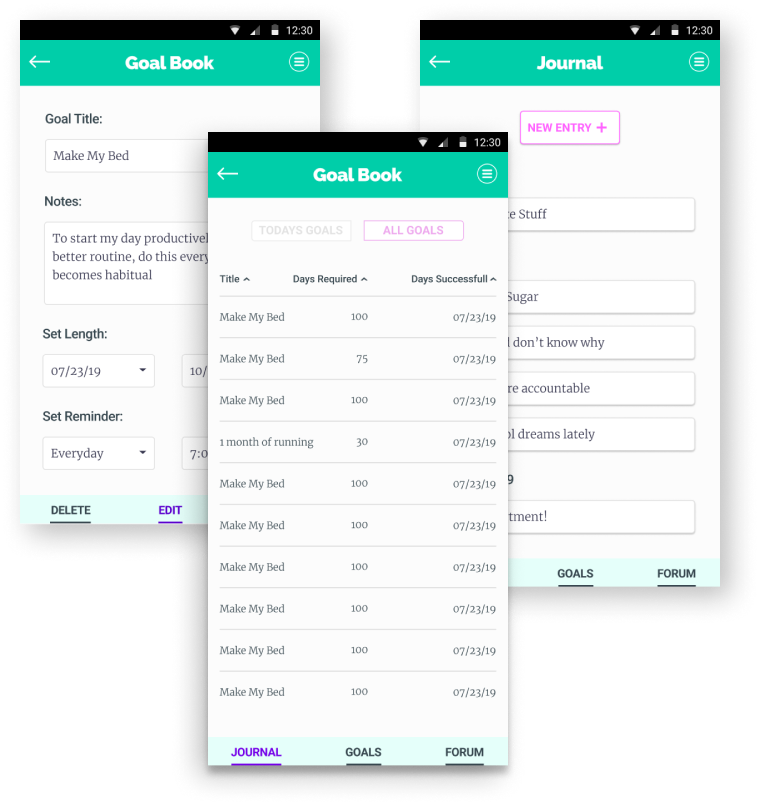 12:30
Goal Book
Goal Title:
Make My Bed
Notes:
To start my day productivel
better routine, do this every
becomes habitual
Set Length:
07/23/19
10/
Set Reminder:
Everyday
7:0
DELETE
EDIT
12:30
Goal Book
TODAYS GOALS
ALL GOALS
Title Days Required Days Successfull
Make My Bed 100 07/23/19
Make My Bed 75 07/23/19
Make My Bed 100 07/23/19
1 month of running 30 07/23/19
Make My Bed 100 07/23/19
Make My Bed 100 07/23/19
Make My Bed 100 07/23/19
Make My Bed 100 07/23/19
Make My Bed 100 07/23/19
Make My Bed 100 07/23/19
JOURNAL GOALS FORUM
12:30
Journal
NEW ENTRY +
Stuff
Sugar
don't know why
re accountable
ol dreams lately
9
tment!
GOALS FORUM